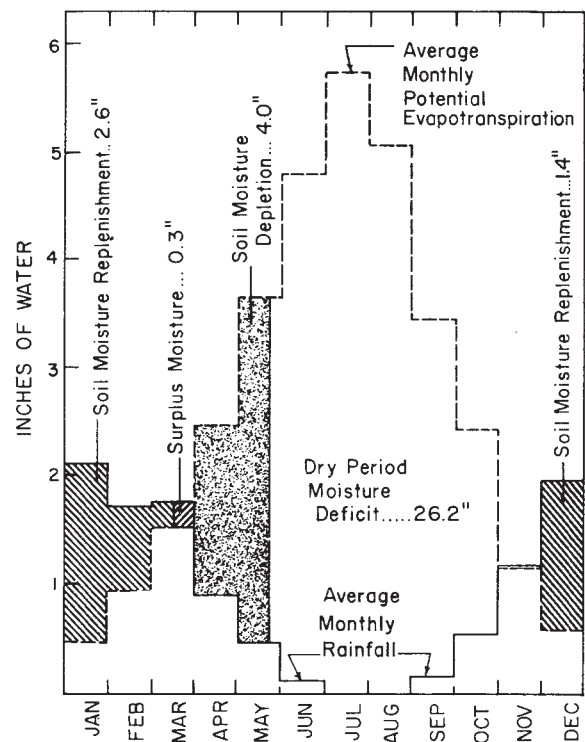 INCHES OF WATER
6
5
4
3
2
1
Soil Moisture Replenishment..2.6"
Surplus Moisture...0.3"
Soil Moisture
Depletion...4.0"
Average
Monthly
Potential
Evapotranspiration
Soil Moisture Replenishment...1.4"
Dry Period
Moisture
Deficit.....26.2"
Average
Monthly
Rainfall
JAN
FEB
MAR
APR
MAY
JUN
JUL
AUG
SEP
OCT
NOV
DEC